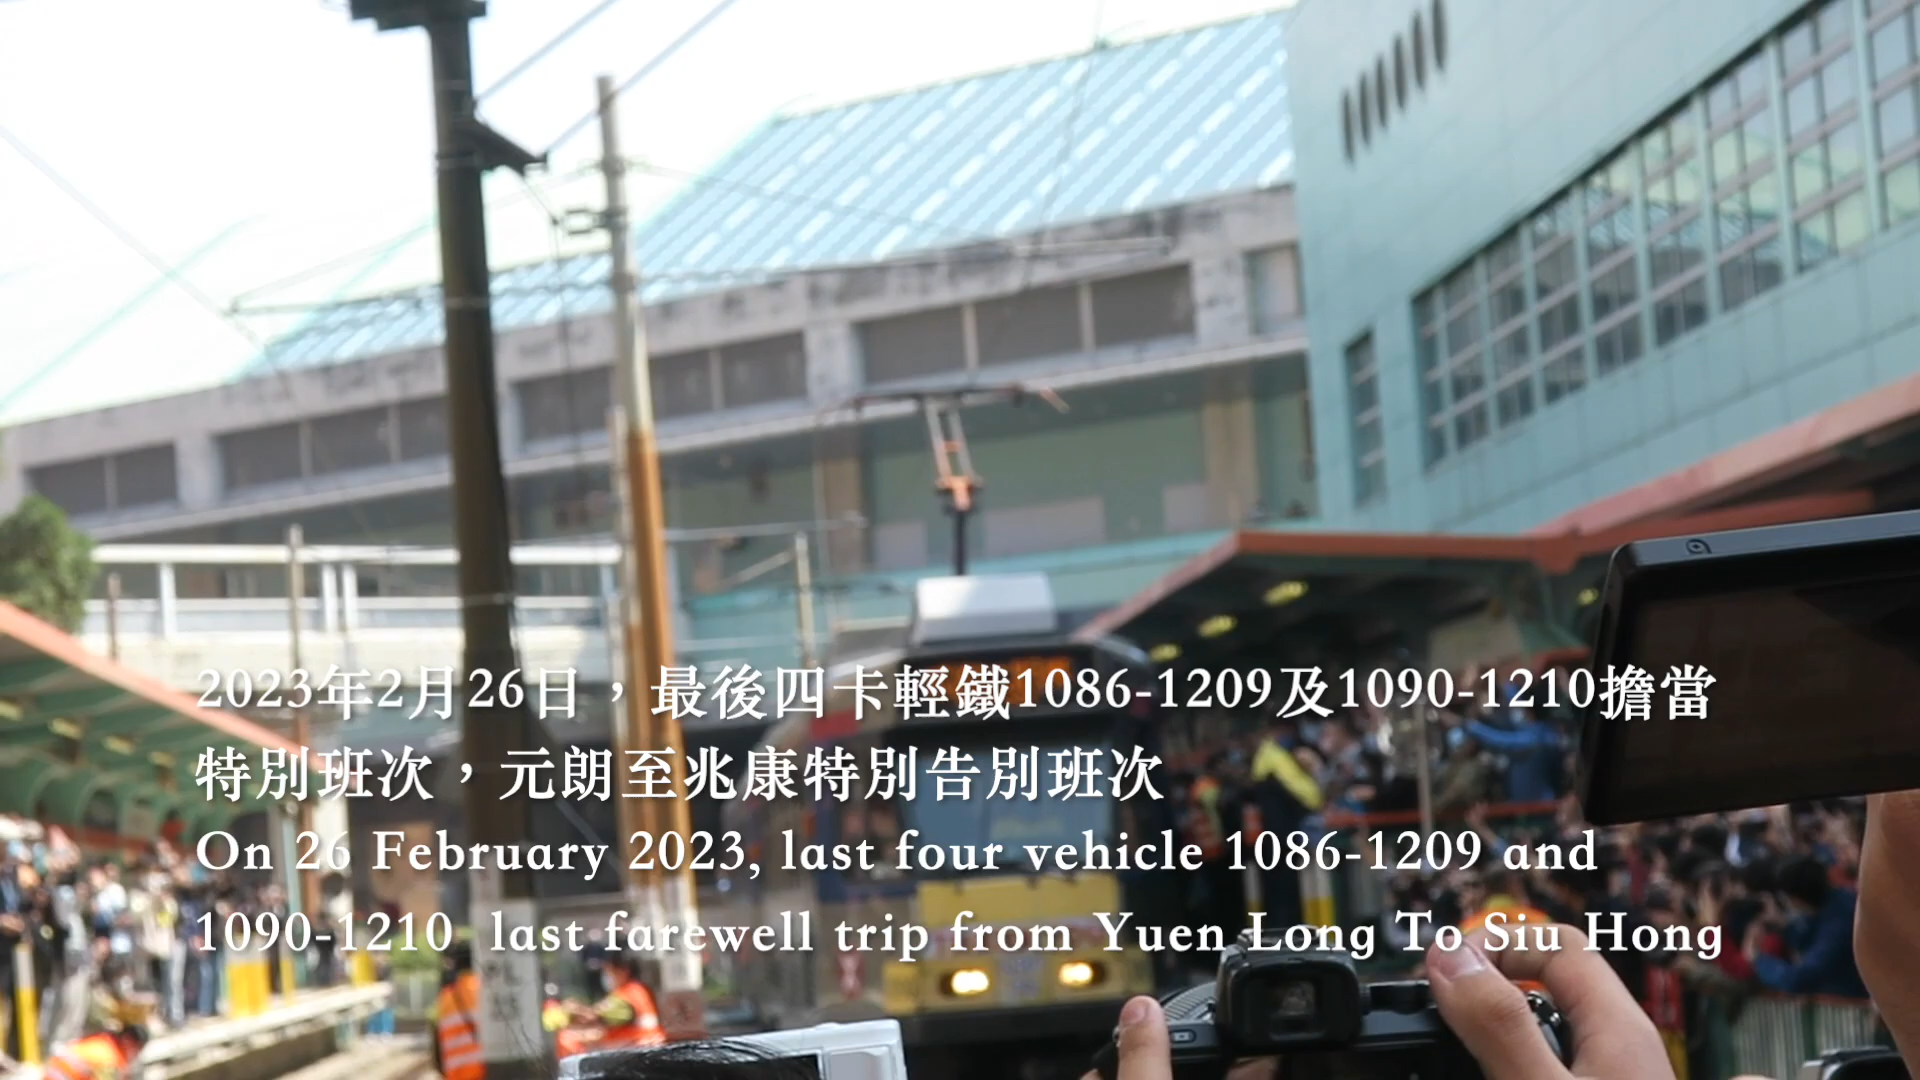 2023年2月26日，最後四卡輕鐵1086-1209及1090-1210擔當
特別班次，元朗至兆康特別告別班次
On 26 February 2023, last four vehicle 1086-1209 and
1090-1210 last farewell trip from Yuen Long To Siu Hong